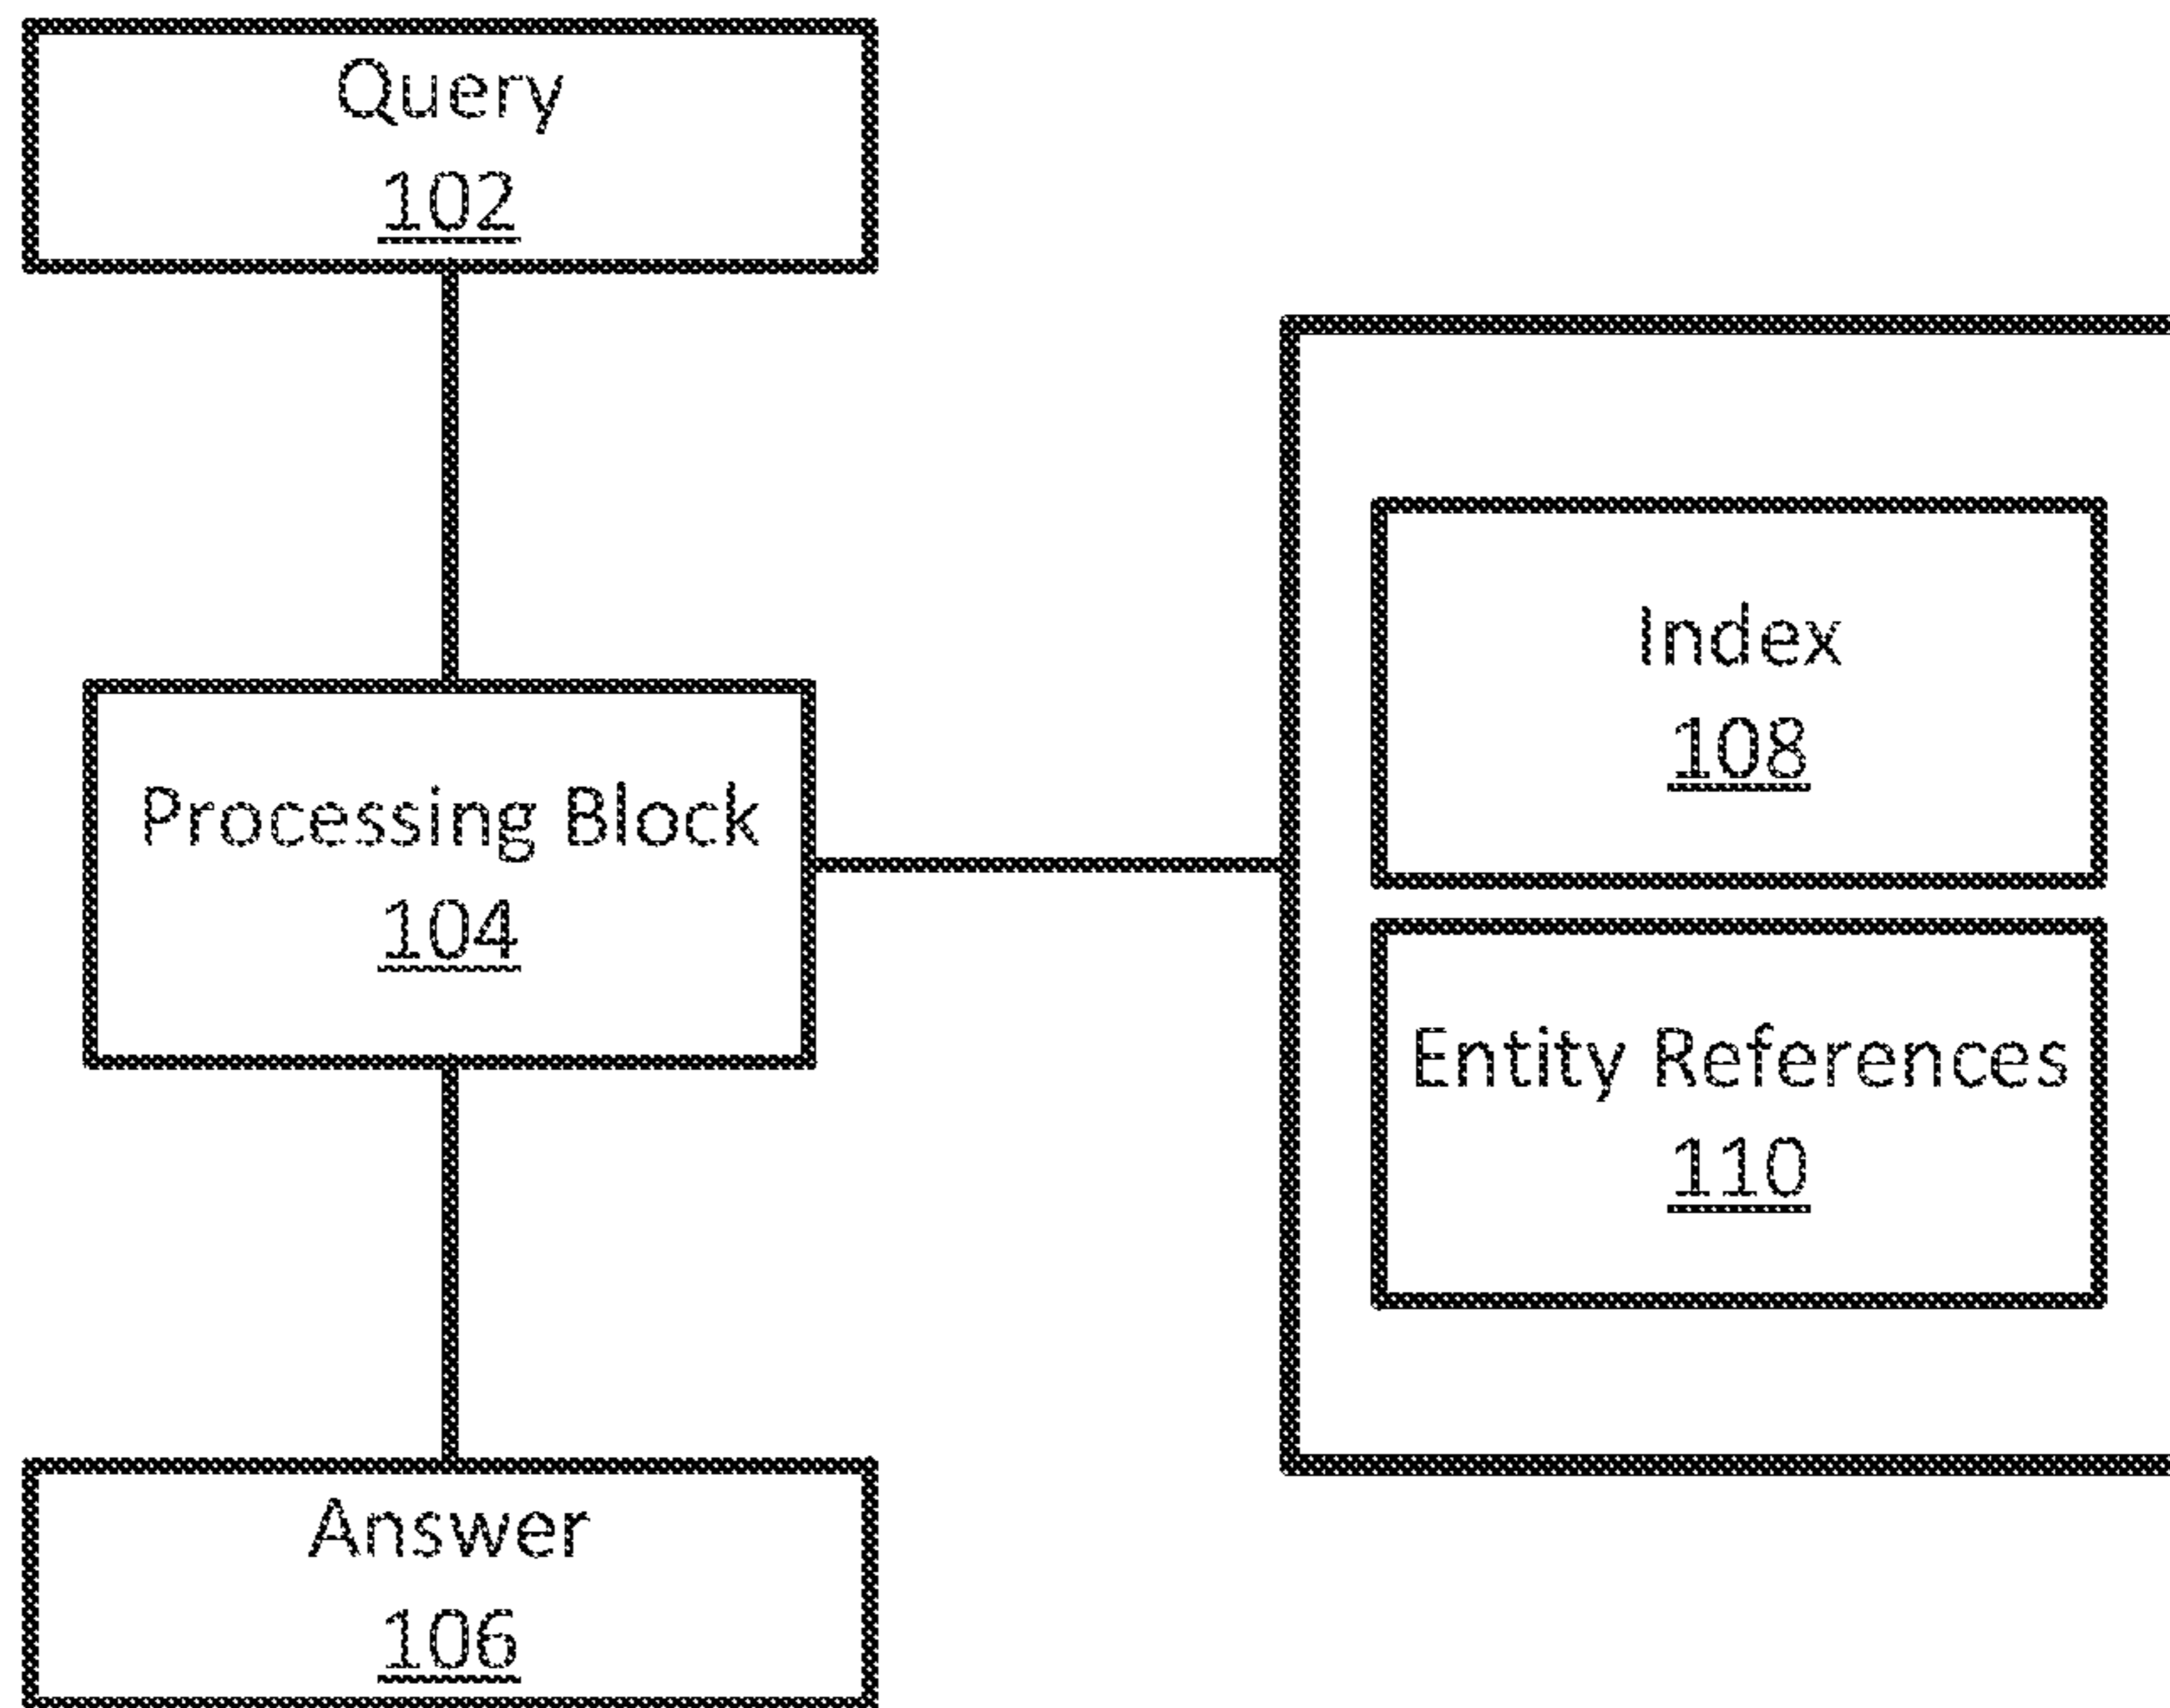 Query
102
Processing Block
104
Answer
106
Index
108
Entity References
110